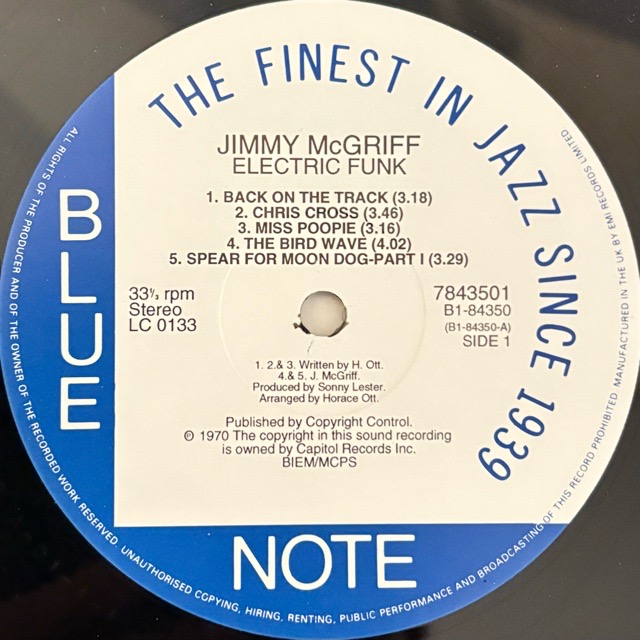 THE FINEST IN JAZZ SINCE 1939
JIMMY McGRIFF
ELECTRIC FUNK
1. BACK ON THE TRACK (3.18)
2. CHRIS CROSS (3.46)
3. MISS POOPIE (3.16)
4. THE BIRD WAVE (4.02)
5. SPEAR FOR MOON DOG-PART I (3.29)
BLUE
33⅓ rpm
Stereo
LC 0133
7843501
B1-84350
(B1-84350-A)
SIDE 1
1. 2.& 3. Written by H. Ott.
4.& 5. J. McGriff.
Produced by Sonny Lester.
Arranged by Horace Ott.
Published by Copyright Control.
℗ 1970 The copyright in this sound recording
is owned by Capitol Records Inc.
BIEM/MCPS
NOTE
ALL RIGHTS OF THE PRODUCER AND OF THE OWNER OF THE RECORDED WORK RESERVED. UNAUTHORISED COPYING, HIRING, RENTING, PUBLIC PERFORMANCE AND BROADCASTING OF THIS RECORD PROHIBITED. MANUFACTURED IN THE UK BY EMI RECORDS LIMITED